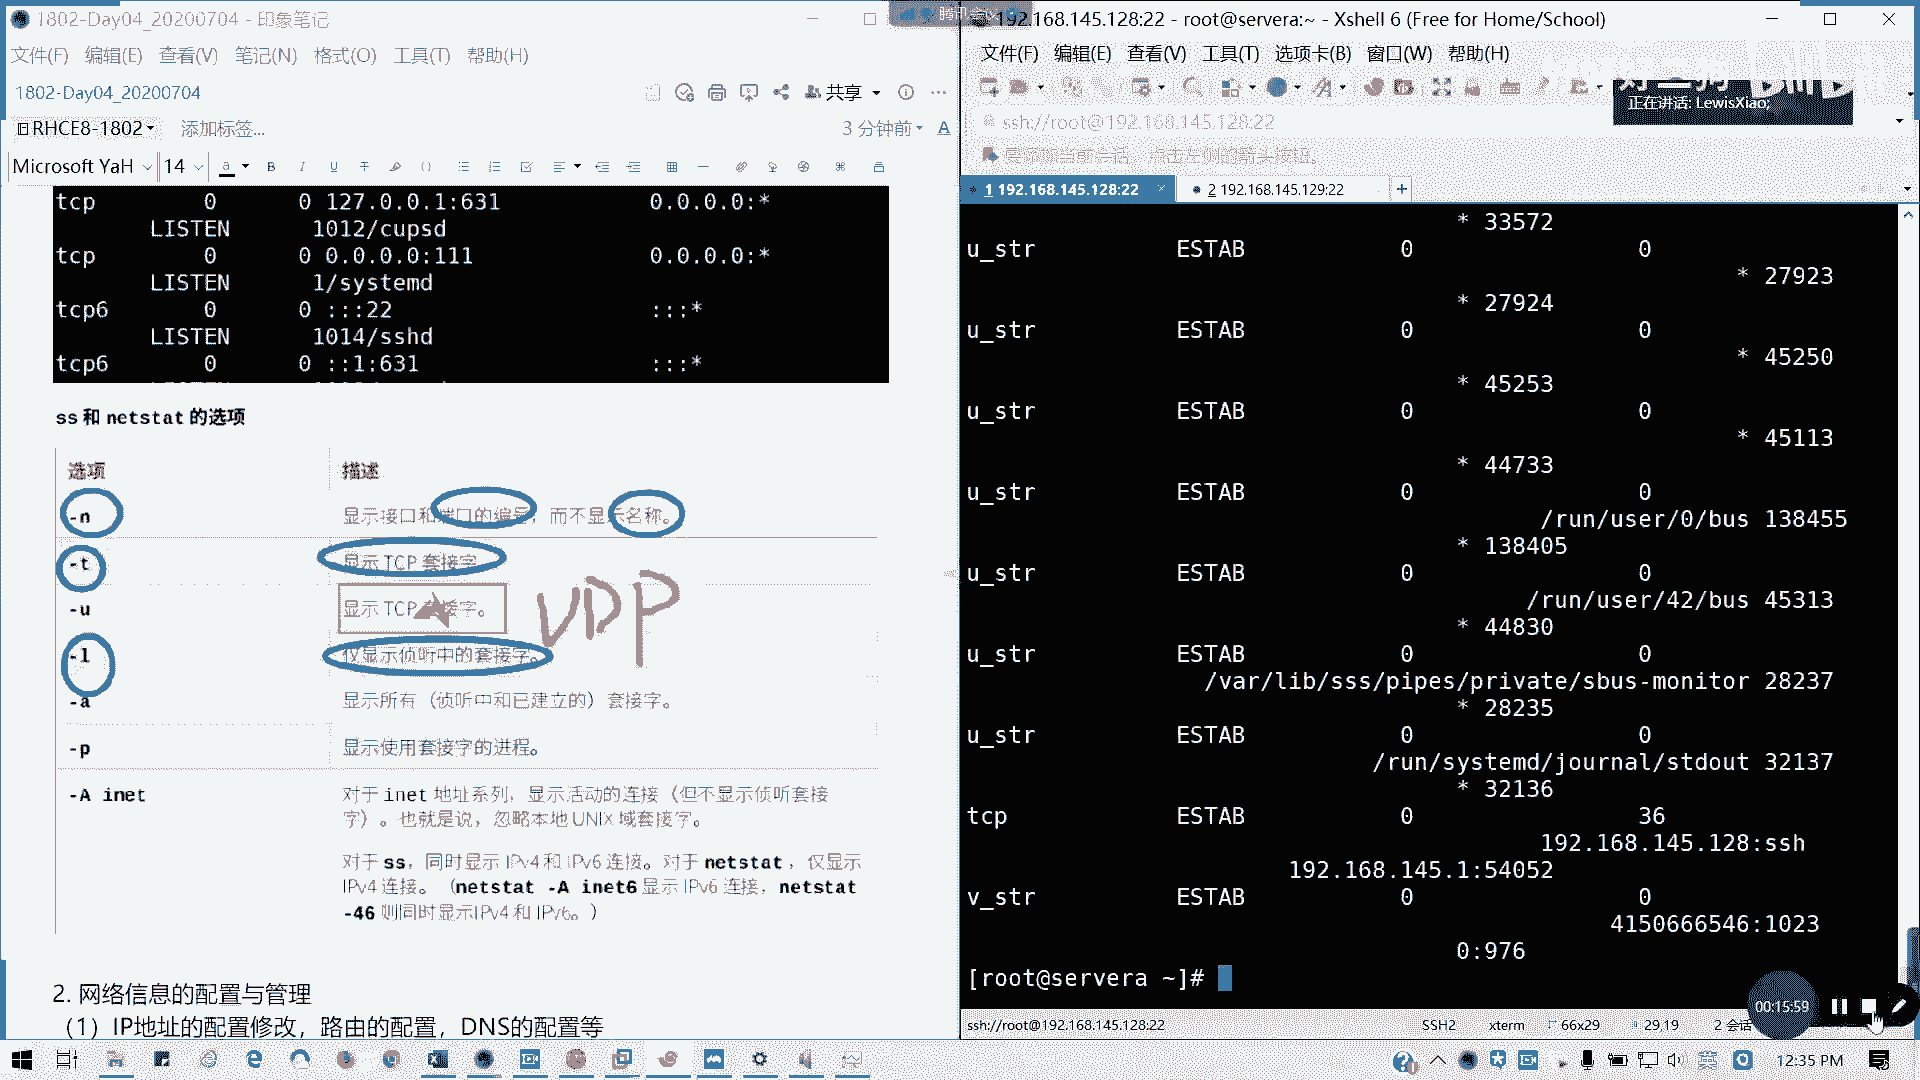 1802-Day04_20200704 - 印象笔记
文件(F) 编辑(E) 查看(V) 笔记(N) 格式(O) 工具(T) 帮助(H)
1802-Day04_20200704
共享
RHCE8-1802
添加标签...
3 分钟前
Microsoft YaH 14
tcp 0 0 127.0.0.1:631 0.0.0.0:*
LISTEN 1012/cupsd
tcp 0 0 0.0.0.0:111 0.0.0.0:*
LISTEN 1/systemd
tcp6 0 0 :::22 :::*
LISTEN 1014/sshd
tcp6 0 0 ::1:631 :::*
ss 和 netstat 的选项
选项 描述
-n 显示接口和端口的编号，而不显示名称。
-t 显示 TCP 套接字
-u 显示 TCP 套接字。
UDP
-l 仅显示侦听中的套接字。
-a 显示所有（侦听中和已建立的）套接字。
-p 显示使用套接字的进程。
-A inet 对于 inet 地址系列，显示活动的连接（但不显示侦听套接
字）。也就是说，忽略本地 UNIX 域套接字。
对于 ss，同时显示 IPv4 和 IPv6 连接。对于 netstat，仅显示
IPv4 连接。（netstat -A inet6 显示 IPv6 连接，netstat
-46 则同时显示IPv4 和 IPv6。）
2. 网络信息的配置与管理
（1）IP地址的配置修改，路由的配置，DNS的配置等
腾讯会议
192.168.145.128:22 - root@servera:~ - Xshell 6 (Free for Home/School)
文件(F) 编辑(E) 查看(V) 工具(T) 选项卡(B) 窗口(W) 帮助(H)
正在讲话: LewisXiao;
ssh://root@192.168.145.128:22
要添加当前会话，点击左侧的箭头按钮。
1 192.168.145.128:22
2 192.168.145.129:22
* 33572
u_str ESTAB 0 0
* 27923
* 27924
u_str ESTAB 0 0
* 45250
* 45253
u_str ESTAB 0 0
* 45113
* 44733
u_str ESTAB 0 0
/run/user/0/bus 138455
* 138405
u_str ESTAB 0 0
/run/user/42/bus 45313
* 44830
u_str ESTAB 0 0
/var/lib/sss/pipes/private/sbus-monitor 28237
* 28235
u_str ESTAB 0 0
/run/systemd/journal/stdout 32137
* 32136
tcp ESTAB 0 36
192.168.145.128:ssh
192.168.145.1:54052
v_str ESTAB 0 0
4150666546:1023
0:976
[root@servera ~]#
00:15:59
ssh://root@192.168.145.128:22 SSH2 xterm 66x29 29,19 2 会话
英
12:35 PM